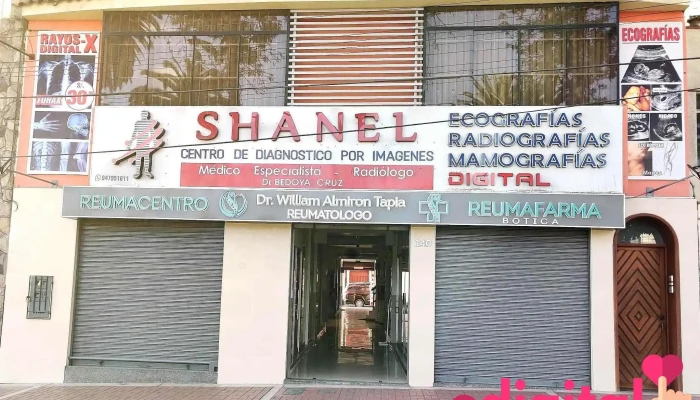 RAYOS-X
DIGITAL
TORAX
S/.
30
SHANEL
CENTRO DE DIAGNOSTICO POR IMAGENES
Médico Especialista - Radiólogo
Dr BEDOYA CRUZ
ECOGRAFÍAS
RADIOGRAFÍAS
MAMOGRAFÍAS
DIGITAL
ECOGRAFÍAS
REUMACENTRO
Dr. William Almiron Tapia
REUMATOLOGO
REUMAFARMA
BOTICA
edigital